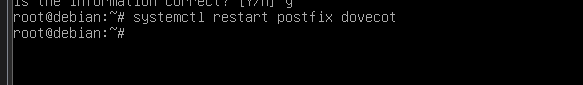 Is the information correct? [Y/n] y
root@debian:~# systemctl restart postfix dovecot
root@debian:~#